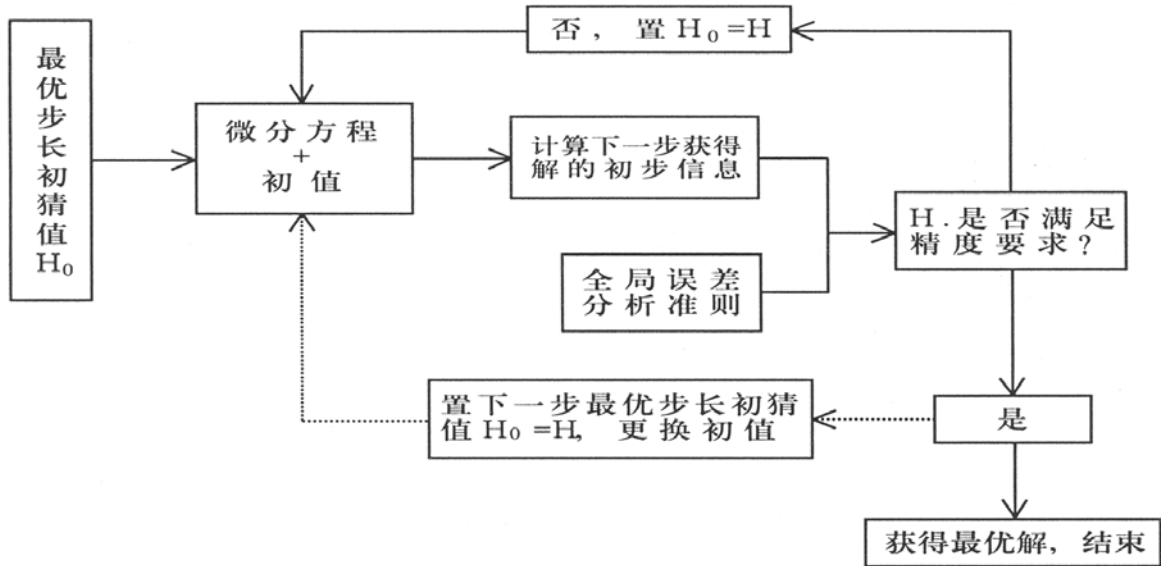 最
优
步
长
初
猜
值
H₀
否，置H₀=H
微分方程
+
初值
计算下一步获得
解的初步信息
全局误差
分析准则
H.是否满足
精度要求?
置下一步最优步长初猜
值H₀=H,更换初值
是
获得最优解,结束